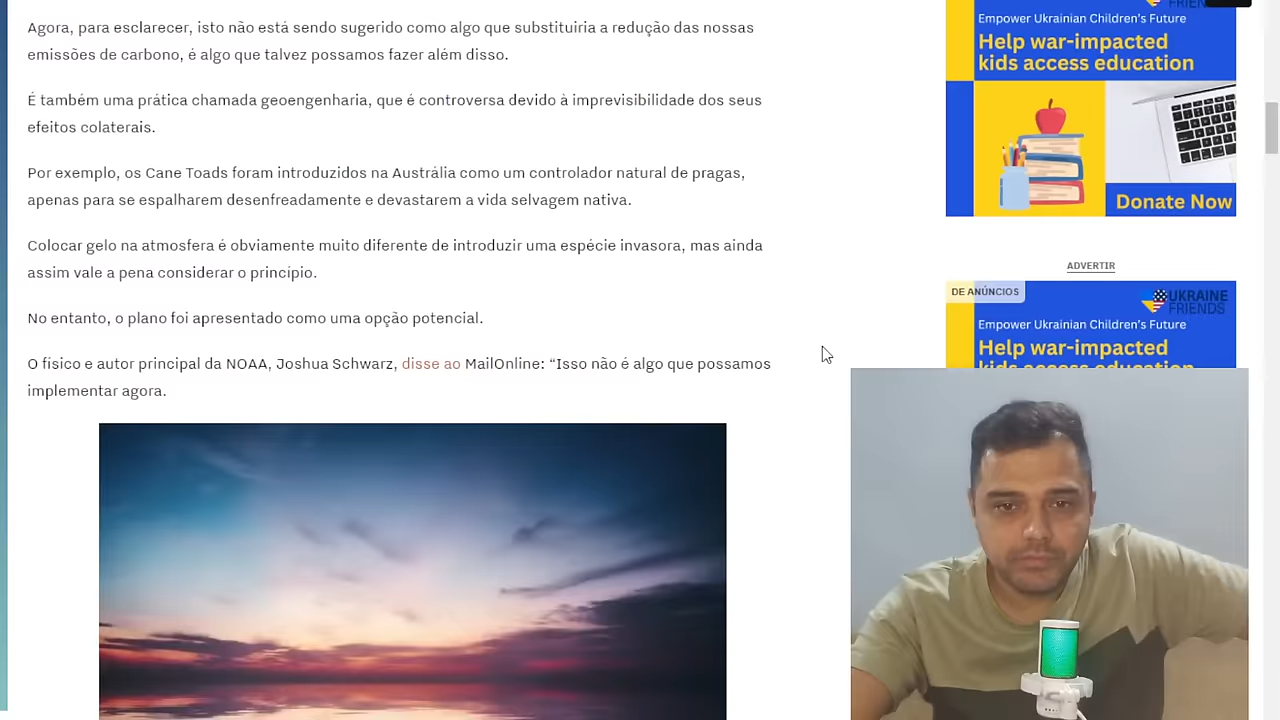 Agora, para esclarecer, isto não está sendo sugerido como algo que substituiria a redução das nossas
emissões de carbono, é algo que talvez possamos fazer além disso.
É também uma prática chamada geoengenharia, que é controversa devido à imprevisibilidade dos seus
efeitos colaterais.
Por exemplo, os Cane Toads foram introduzidos na Austrália como um controlador natural de pragas,
apenas para se espalharem desenfreadamente e devastarem a vida selvagem nativa.
Colocar gelo na atmosfera é obviamente muito diferente de introduzir uma espécie invasora, mas ainda
assim vale a pena considerar o princípio.
No entanto, o plano foi apresentado como uma opção potencial.
O físico e autor principal da NOAA, Joshua Schwarz, disse ao MailOnline: “Isso não é algo que possamos
implementar agora.
Empower Ukrainian Children's Future
Help war-impacted
kids access education
Donate Now
ADVERTIR
DE ANÚNCIOS
UKRAINE
FRIENDS
Empower Ukrainian Children's Future
Help war-impacted
kids access education